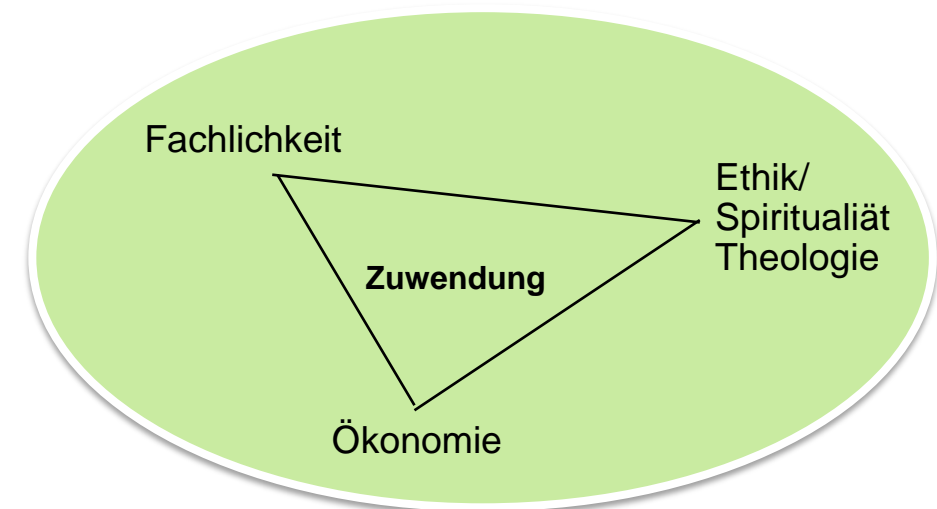 Fachlichkeit
Ethik/
Spiritualiät
Theologie
Zuwendung
Ökonomie